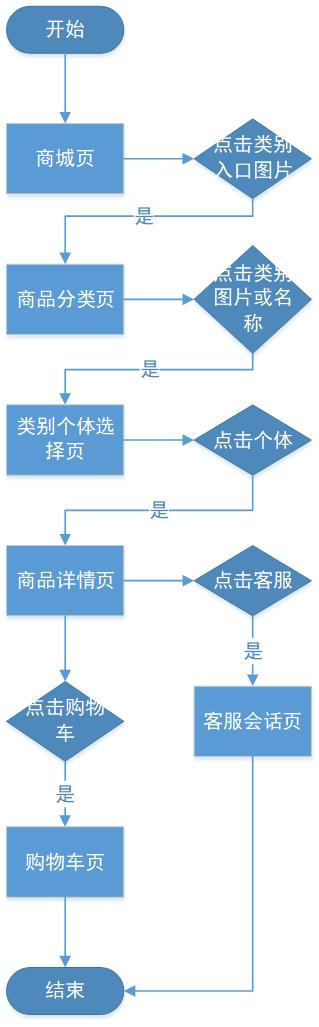 开始
商城页
点击类别
入口图片
是
商品分类页
点击类别
图片或名
称
是
类别个体选
择页
点击个体
是
商品详情页
点击客服
是
客服会话页
点击购物
车
是
购物车页
结束